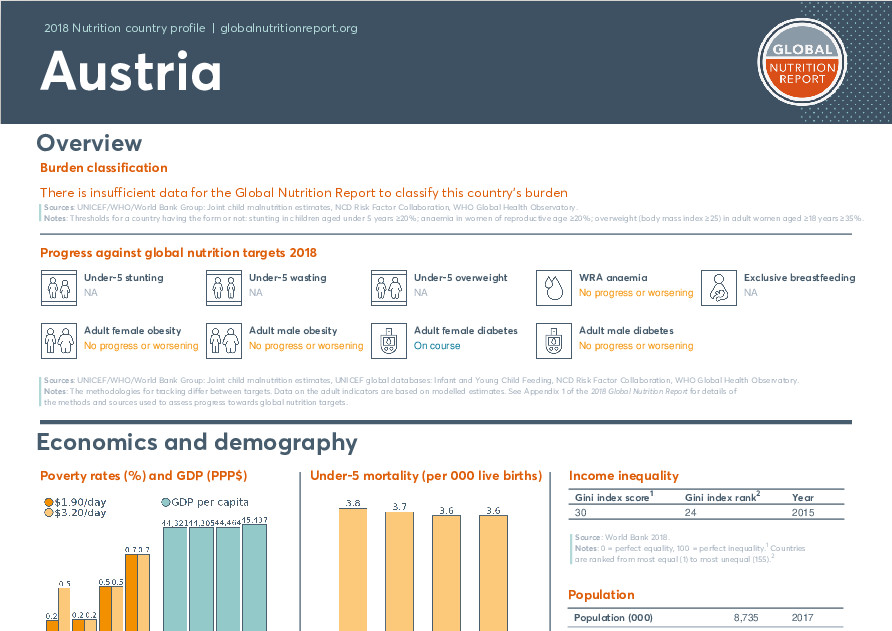 2018 Nutrition country profile | globalnutritionreport.org
Austria
GLOBAL
NUTRITION
REPORT
Overview
Burden classification
There is insufficient data for the Global Nutrition Report to classify this country's burden
Sources: UNICEF/WHO/World Bank Group: Joint child malnutrition estimates, NCD Risk Factor Collaboration, WHO Global Health Observatory.
Notes: Thresholds for a country having the form or not: stunting in children aged under 5 years ≥20%; anaemia in women of reproductive age ≥20%; overweight (body mass index ≥25) in adult women aged ≥18 years ≥35%.
Progress against global nutrition targets 2018
Under-5 stunting
NA
Under-5 wasting
NA
Under-5 overweight
NA
WRA anaemia
No progress or worsening
Exclusive breastfeeding
NA
Adult female obesity
No progress or worsening
Adult male obesity
No progress or worsening
Adult female diabetes
On course
Adult male diabetes
No progress or worsening
Sources: UNICEF/WHO/World Bank Group: Joint child malnutrition estimates, UNICEF global databases: Infant and Young Child Feeding, NCD Risk Factor Collaboration, WHO Global Health Observatory.
Notes: The methodologies for tracking differ between targets. Data on the adult indicators are based on modelled estimates. See Appendix 1 of the 2018 Global Nutrition Report for details of
the methods and sources used to assess progress towards global nutrition targets.
Economics and demography
Poverty rates (%) and GDP (PPP$)
$1.90/day
$3.20/day
GDP per capita
0.2 0.5 0.2 0.2 0.5 0.5 0.7 0.7
44,321 44,305 44,464 45,437
Under-5 mortality (per 000 live births)
3.8 3.7 3.6 3.6
Income inequality
Gini index score¹ Gini index rank² Year
30 24 2015
Source: World Bank 2018.
Notes: 0 = perfect equality, 100 = perfect inequality.¹ Countries
are ranked from most equal (1) to most unequal (155).²
Population
Population (000) 8,735 2017